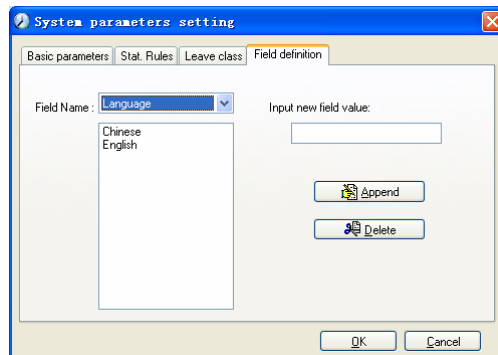 System parameters setting
Basic parameters Stat. Rules Leave class Field definition
Field Name : Language
Chinese
English
Input new field value:
Append
Delete
OK Cancel